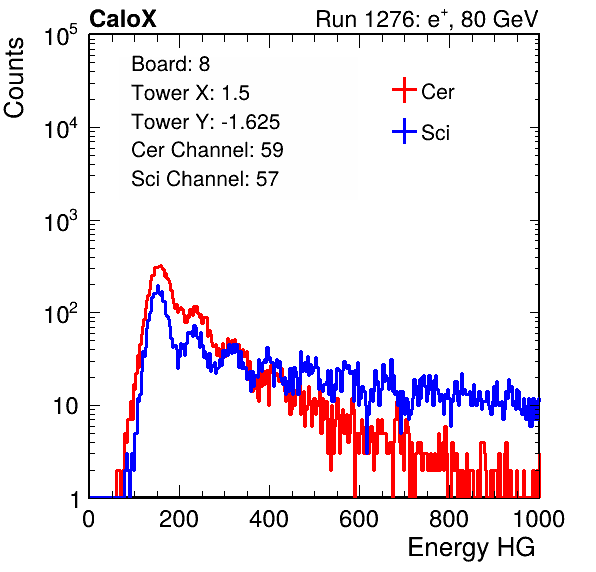 CaloX Run 1276: e⁺, 80 GeV
Counts
10⁵
10⁴
10³
10²
10
1
Board: 8
Tower X: 1.5
Tower Y: -1.625
Cer Channel: 59
Sci Channel: 57
Cer
Sci
0 200 400 600 800 1000
Energy HG